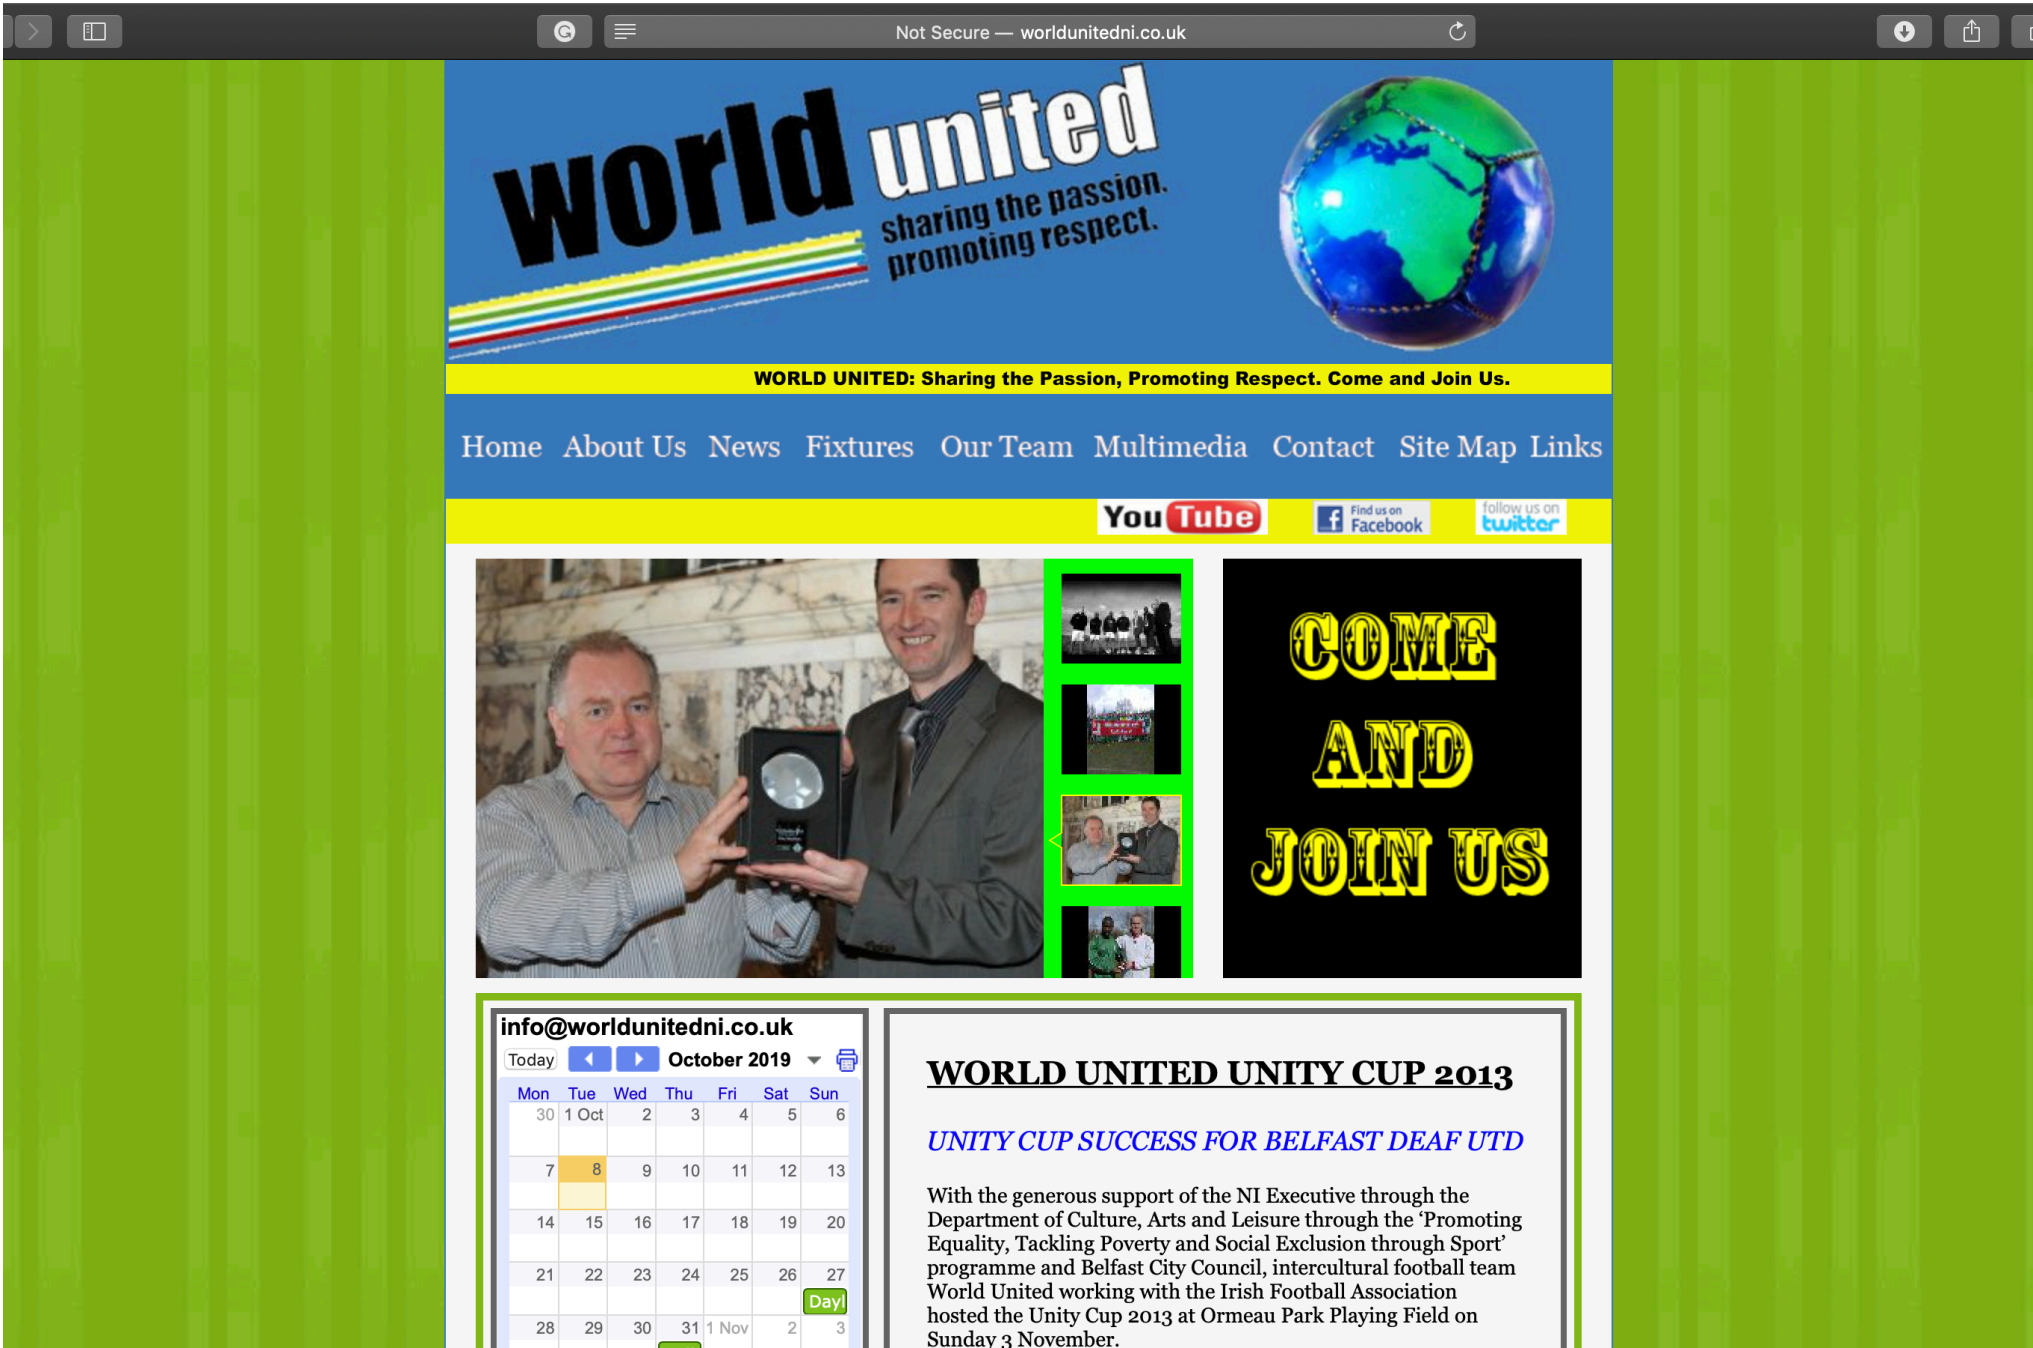 Not Secure — worldunitedni.co.uk
world united
sharing the passion.
promoting respect.
WORLD UNITED: Sharing the Passion, Promoting Respect. Come and Join Us.
Home About Us News Fixtures Our Team Multimedia Contact Site Map Links
You Tube
Find us on
Facebook
follow us on
twitter
COME
AND
JOIN US
info@worldunitedni.co.uk
Today October 2019
Mon Tue Wed Thu Fri Sat Sun
30 1 Oct 2 3 4 5 6
7 8 9 10 11 12 13
14 15 16 17 18 19 20
21 22 23 24 25 26 27
Dayl
28 29 30 31 1 Nov 2 3
WORLD UNITED UNITY CUP 2013
UNITY CUP SUCCESS FOR BELFAST DEAF UTD
With the generous support of the NI Executive through the
Department of Culture, Arts and Leisure through the ‘Promoting
Equality, Tackling Poverty and Social Exclusion through Sport’
programme and Belfast City Council, intercultural football team
World United working with the Irish Football Association
hosted the Unity Cup 2013 at Ormeau Park Playing Field on
Sunday 3 November.